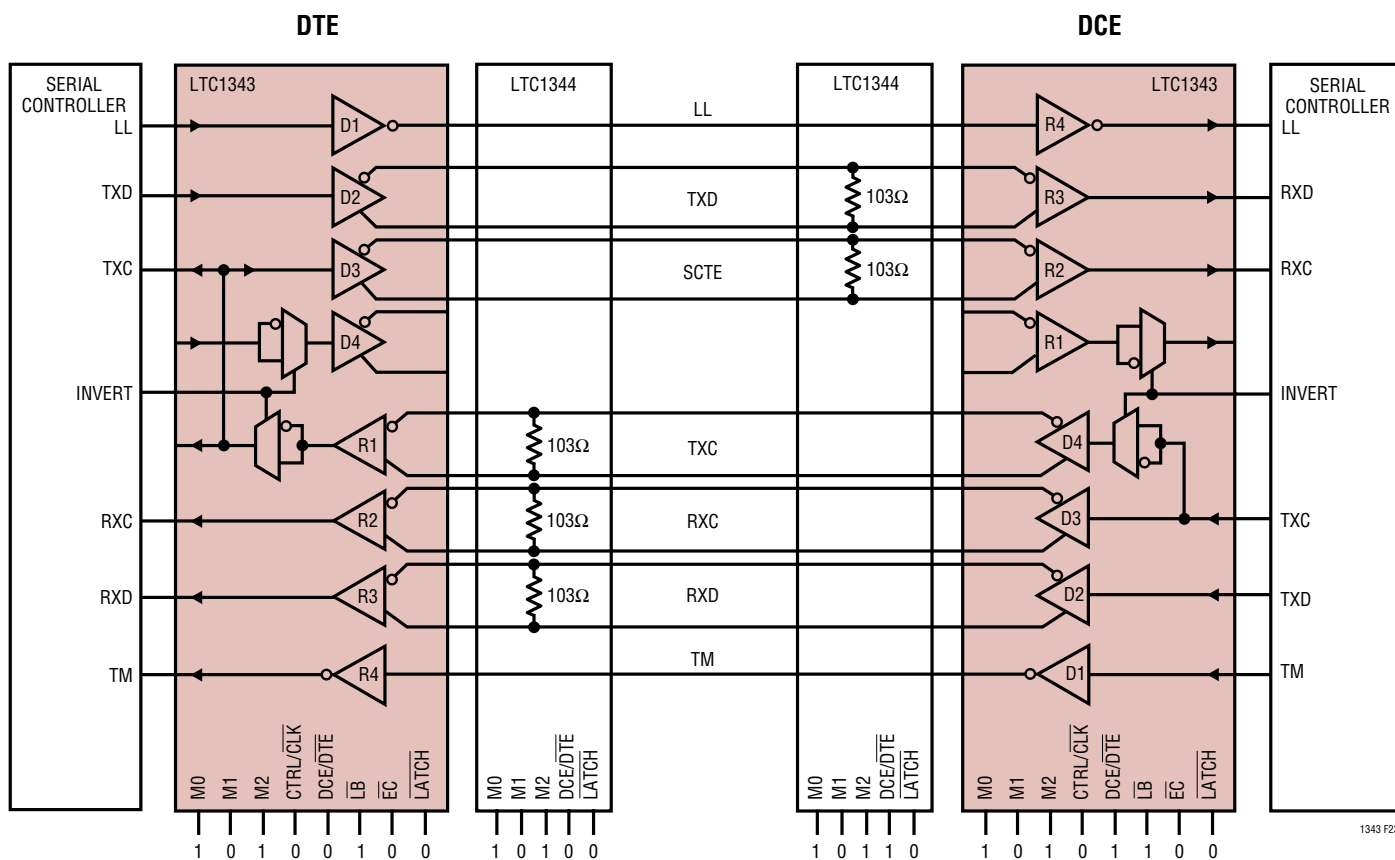 DTE
DCE
SERIAL
CONTROLLER
LL
TXD
TXC
INVERT
RXC
RXD
TM
LTC1343
D1
D2
D3
D4
R1
R2
R3
R4
M0
M1
M2
CTRL/CLK
DCE/DTE
LB
EC
LATCH
1 0 1 0 0 1 0 0
LTC1344
103Ω
103Ω
103Ω
M0
M1
M2
DCE/DTE
LATCH
1 0 1 0 0
LL
TXD
SCTE
TXC
RXC
RXD
TM
LTC1344
103Ω
103Ω
M0
M1
M2
DCE/DTE
LATCH
1 0 1 1 0
LTC1343
R4
R3
R2
R1
D4
D3
D2
D1
M0
M1
M2
CTRL/CLK
DCE/DTE
LB
EC
LATCH
1 0 1 0 1 1 0 0
SERIAL
CONTROLLER
LL
RXD
RXC
INVERT
TXC
TXD
TM
1343 F23